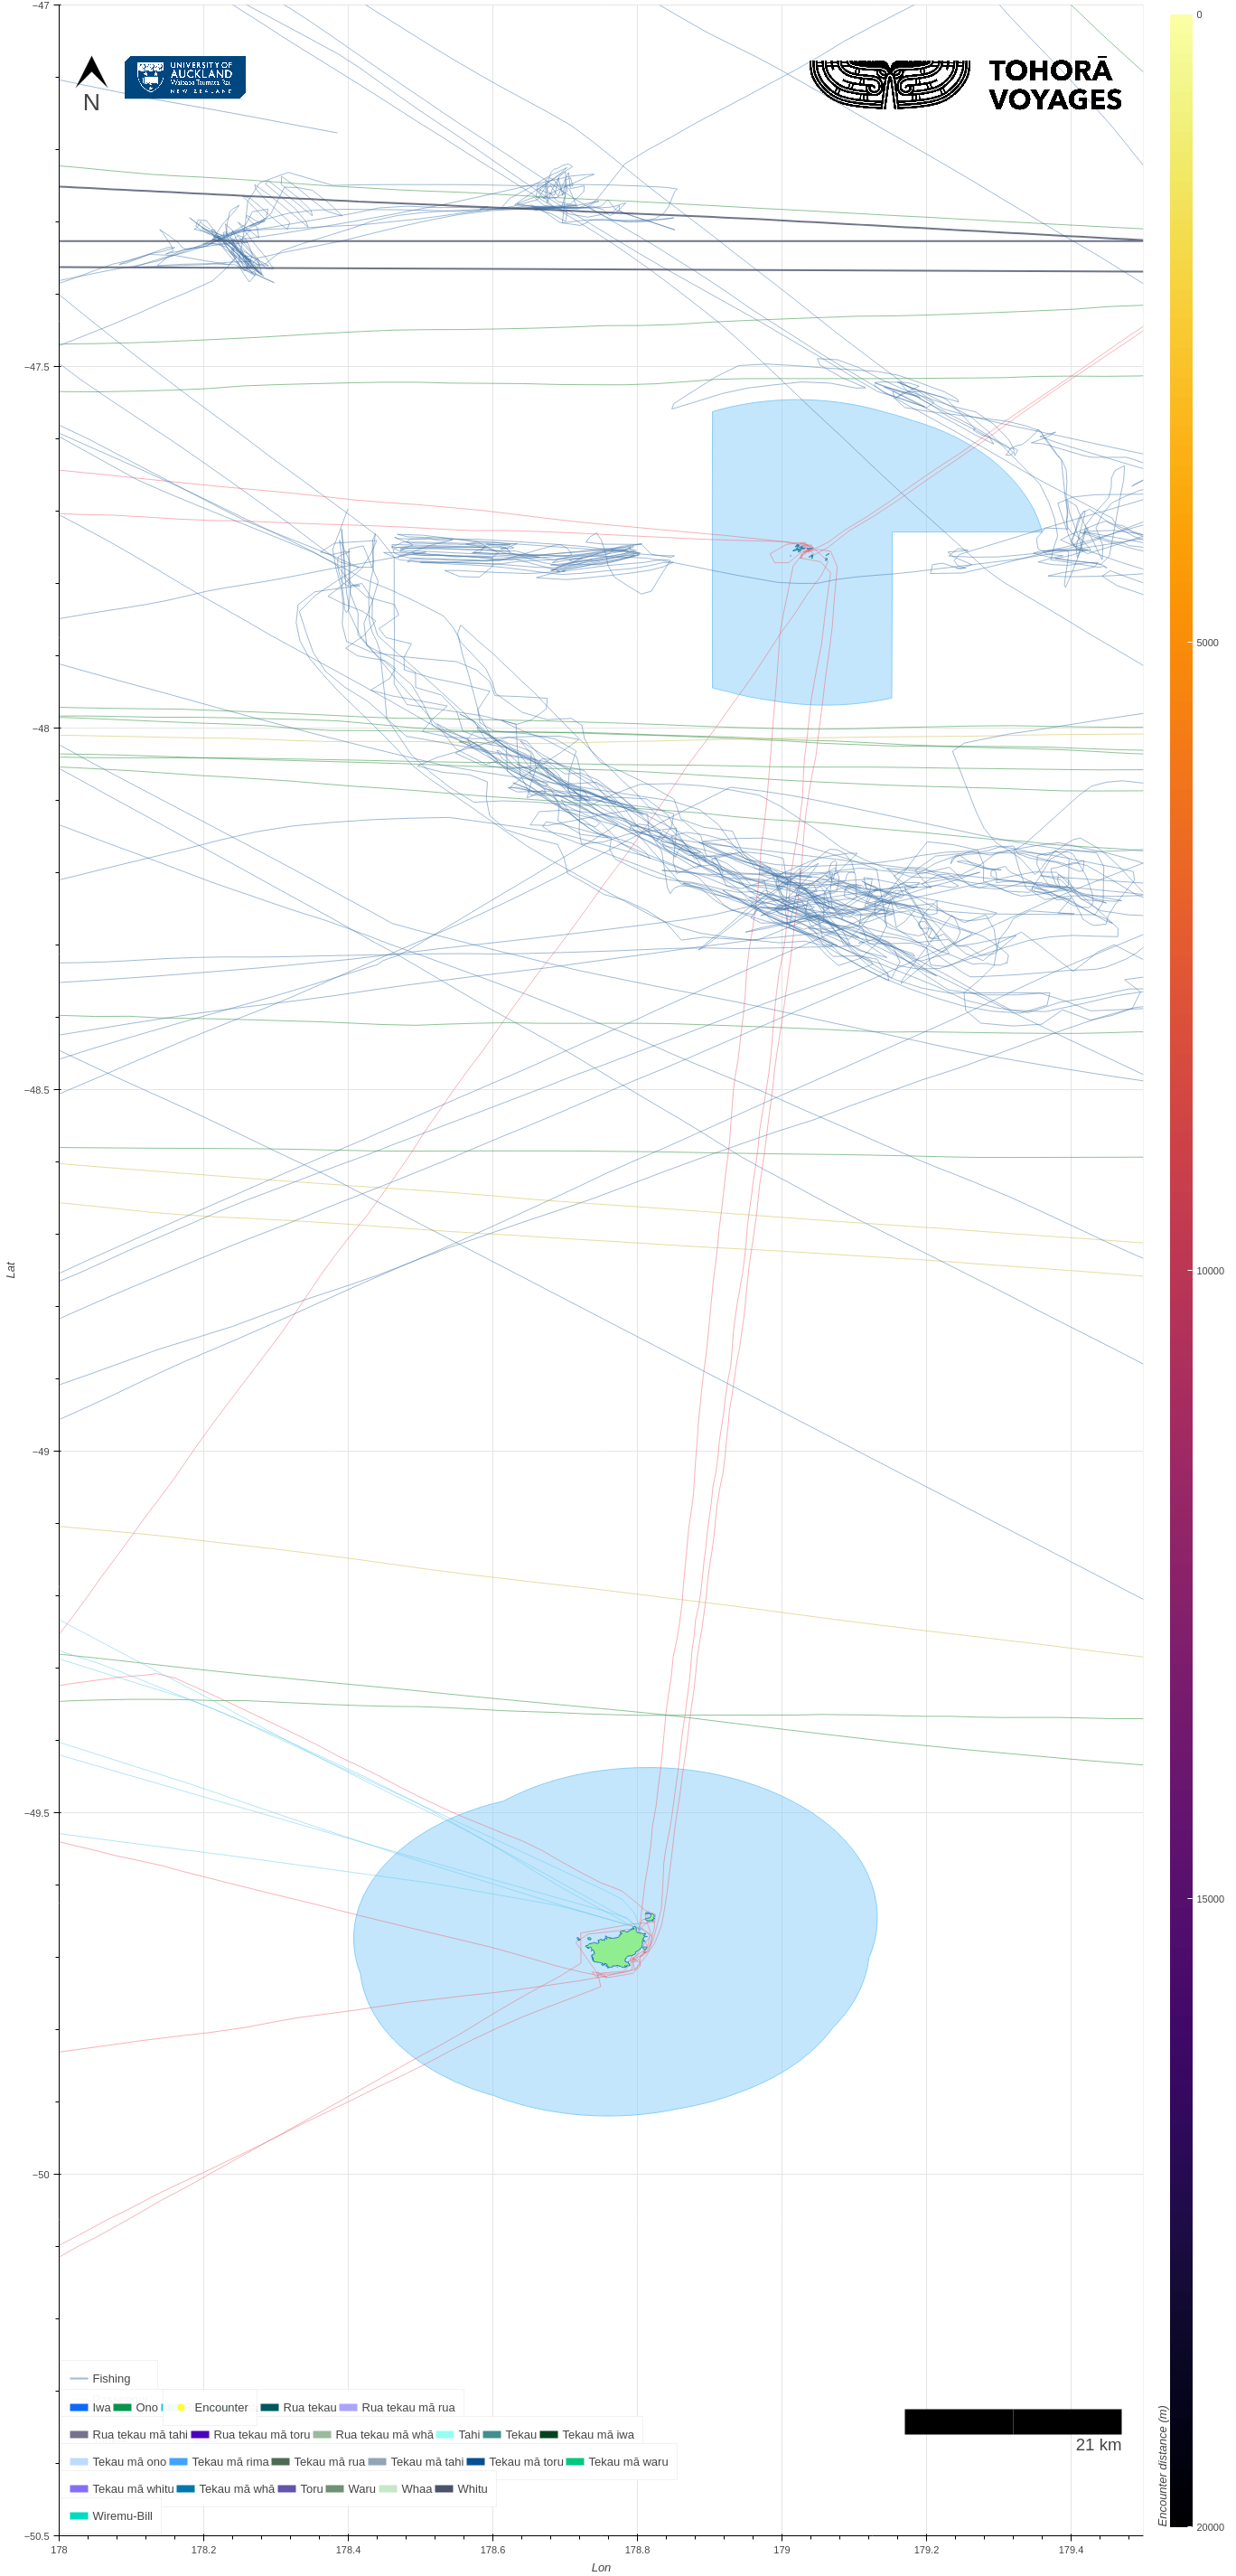 −47
0
N
UNIVERSITY OF
AUCKLAND
Waipapa Taumata Rau
NEW ZEALAND
TOHORĀ
VOYAGES
−47.5
5000
−48
−48.5
Lat
10000
−49
15000
−49.5
−50
Fishing
Iwa Ono Encounter Rua tekau Rua tekau mā rua
Rua tekau mā tahi Rua tekau mā toru Rua tekau mā whā Tahi Tekau Tekau mā iwa
Tekau mā ono Tekau mā rima Tekau mā rua Tekau mā tahi Tekau mā toru Tekau mā waru
Tekau mā whitu Tekau mā whā Toru Waru Whaa Whitu
Wiremu-Bill
21 km
Encounter distance (m)
20000
−50.5
178 178.2 178.4 178.6 178.8 179 179.2 179.4
Lon